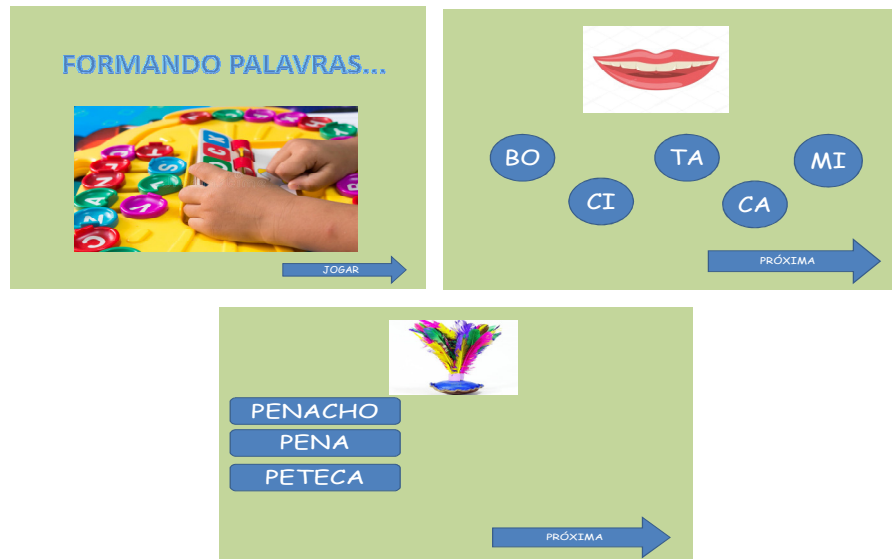 FORMANDO PALAVRAS...
JOGAR
BO
TA
MI
CI
CA
PRÓXIMA
PENACHO
PENA
PETECA
PRÓXIMA